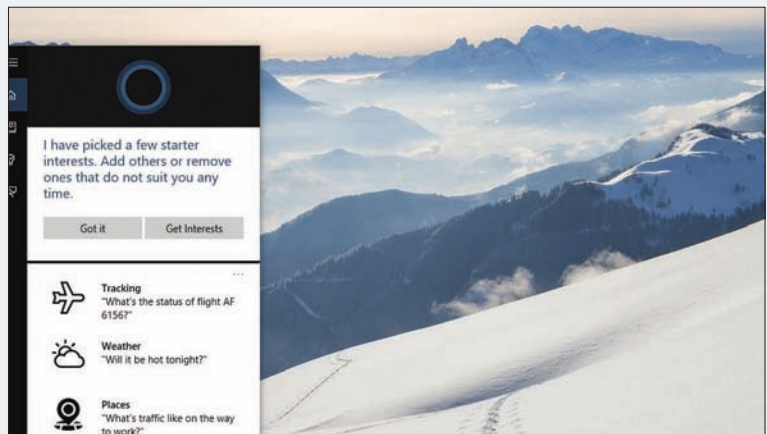 I have picked a few starter
interests. Add others or remove
ones that do not suit you any
time.
Got it
Get Interests
Tracking
"What's the status of flight AF
6156?"
Weather
"Will it be hot tonight?"
Places
"What's traffic like on the way
to work?"